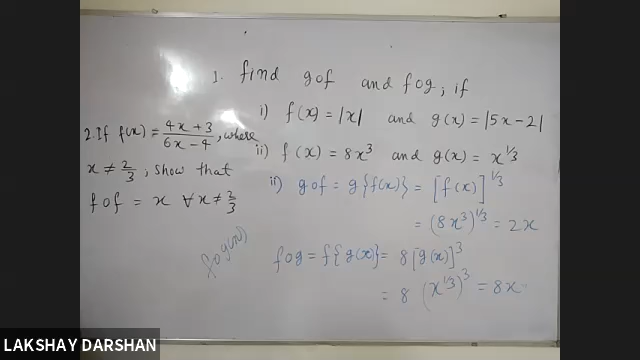 1. find gof and fog, if
i) f(x) = |x| and g(x) = |5x-2|
ii) f(x) = 8x³ and g(x) = x^1/3
ii) gof = g{f(x)} = [f(x)]^1/3
= (8x³)^1/3 = 2x
fog = f{g(x)} = 8[g(x)]³
= 8 (x^1/3)³ = 8x.
2. If f(x) = 4x+3/6x-4, where
x ≠ 2/3, show that
fof = x ∀x≠2/3
fog(x)
LAKSHAY DARSHAN